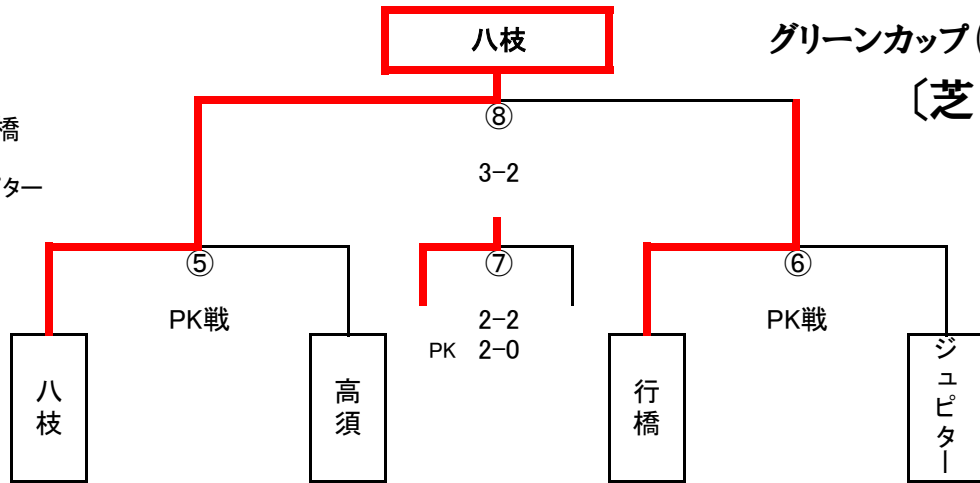 八枝
グリーンカップ(
〔芝
橋
ター
⑧
3-2
⑤
⑦
⑥
PK戦
2-2
PK戦
PK 2-0
八枝
高須
行橋
ジュピター